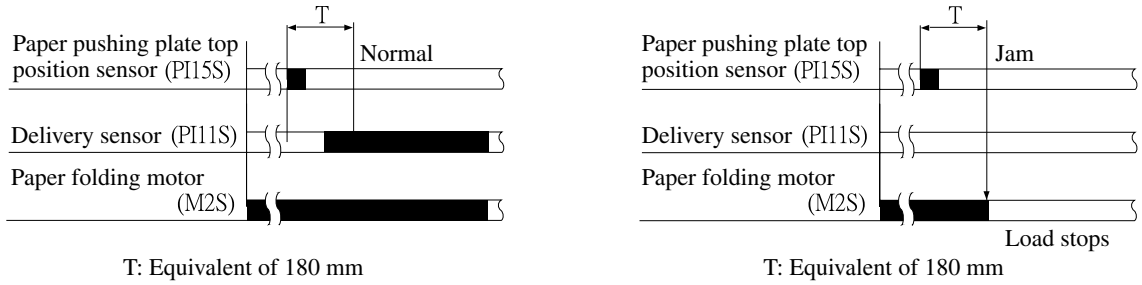 T
Paper pushing plate top
position sensor (PI15S)
Normal
Delivery sensor (PI11S)
Paper folding motor
(M2S)
T: Equivalent of 180 mm
T
Paper pushing plate top
position sensor (PI15S)
Jam
Delivery sensor (PI11S)
Paper folding motor
(M2S)
Load stops
T: Equivalent of 180 mm